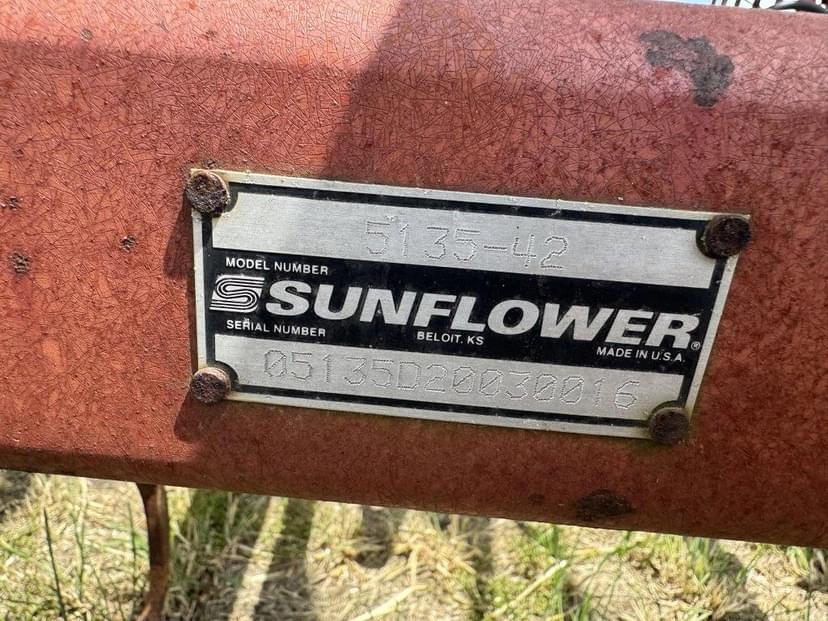 5135-42
MODEL NUMBER
SUNFLOWER®
SERIAL NUMBER
BELOIT, KS
MADE IN U.S.A.
05135D20030016